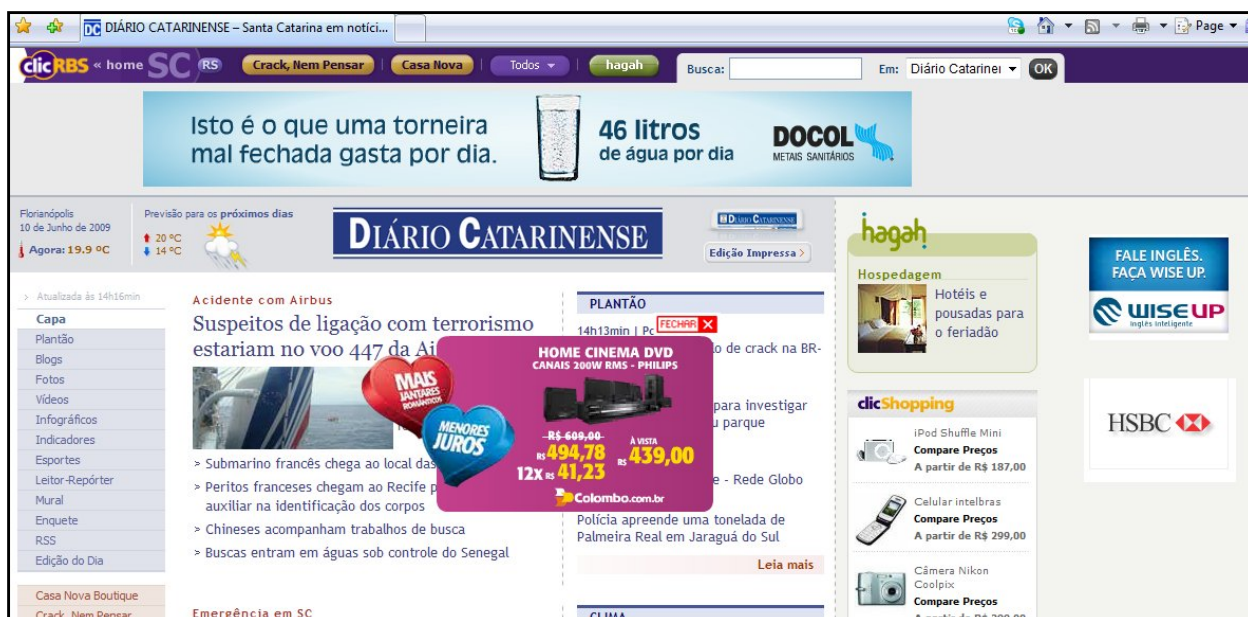 DIÁRIO CATARINENSE – Santa Catarina em notíci...
Page
clicRBS « home SC RS Crack, Nem Pensar Casa Nova Todos hagah Busca: Em: Diário Catarine OK
Isto é o que uma torneira
mal fechada gasta por dia.
46 litros
de água por dia
DOCOL
METAIS SANITÁRIOS
Florianópolis
10 de Junho de 2009
Agora: 19.9 ºC
Previsão para os próximos dias
20 ºC
14 ºC
DIÁRIO CATARINENSE
DIÁRIO CATARINENSE
Edição Impressa >
> Atualizada às 14h16min
Capa
Plantão
Blogs
Fotos
Vídeos
Infográficos
Indicadores
Esportes
Leitor-Repórter
Mural
Enquete
RSS
Edição do Dia
Casa Nova Boutique
Crack, Nem Pensar
Acidente com Airbus
Suspeitos de ligação com terrorismo
estariam no voo 447 da Ai
> Submarino francês chega ao local das
> Peritos franceses chegam ao Recife p
auxiliar na identificação dos corpos
> Chineses acompanham trabalhos de busca
> Buscas entram em águas sob controle do Senegal
Emergência em SC
FECHAR X
MAIS
JANTARES
ROMÂNTICOS
MENORES
JUROS
HOME CINEMA DVD
CANAIS 200W RMS - PHILIPS
R$ 609,00
R$ 494,78
12X R$ 41,23
À VISTA
R$ 439,00
Colombo.com.br
PLANTÃO
14h13min | Po
o de crack na BR-
para investigar
u parque
e - Rede Globo
Polícia apreende uma tonelada de
Palmeira Real em Jaraguá do Sul
Leia mais
CLIMA
hagah
Hospedagem
Hotéis e
pousadas para
o feriadão
clicShopping
iPod Shuffle Mini
Compare Preços
A partir de R$ 187,00
Celular intelbras
Compare Preços
A partir de R$ 299,00
Câmera Nikon
Coolpix
Compare Preços
FALE INGLÊS.
FAÇA WISE UP.
WISEUP
Inglês Inteligente
HSBC